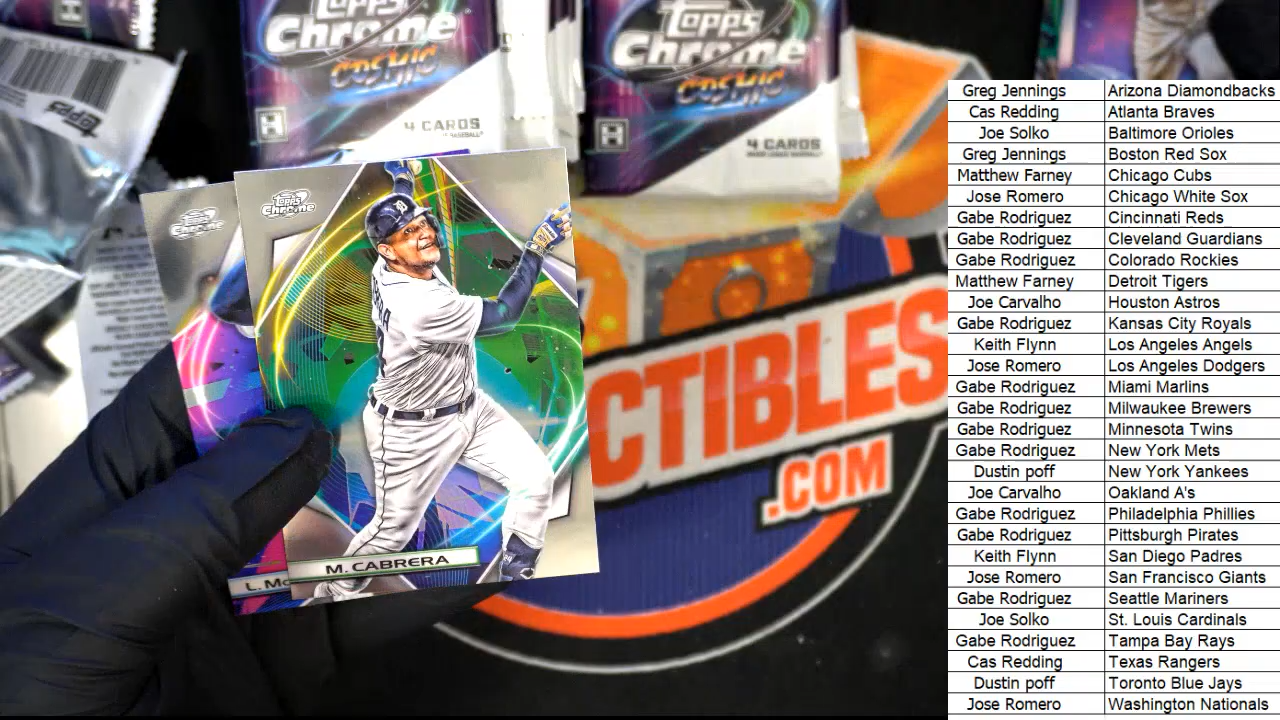 Topps
Chrome
COSMIC
4 CARDS
Topps
Chrome
COSMIC
4 CARDS
topps
Topps
Chrome
Topps
Chrome
M. CABRERA
CTIBLES
.COM
Greg Jennings Arizona Diamondbacks
Cas Redding Atlanta Braves
Joe Solko Baltimore Orioles
Greg Jennings Boston Red Sox
Matthew Farney Chicago Cubs
Jose Romero Chicago White Sox
Gabe Rodriguez Cincinnati Reds
Gabe Rodriguez Cleveland Guardians
Gabe Rodriguez Colorado Rockies
Matthew Farney Detroit Tigers
Joe Carvalho Houston Astros
Gabe Rodriguez Kansas City Royals
Keith Flynn Los Angeles Angels
Jose Romero Los Angeles Dodgers
Gabe Rodriguez Miami Marlins
Gabe Rodriguez Milwaukee Brewers
Gabe Rodriguez Minnesota Twins
Gabe Rodriguez New York Mets
Dustin poff New York Yankees
Joe Carvalho Oakland A's
Gabe Rodriguez Philadelphia Phillies
Gabe Rodriguez Pittsburgh Pirates
Keith Flynn San Diego Padres
Jose Romero San Francisco Giants
Gabe Rodriguez Seattle Mariners
Joe Solko St. Louis Cardinals
Gabe Rodriguez Tampa Bay Rays
Cas Redding Texas Rangers
Dustin poff Toronto Blue Jays
Jose Romero Washington Nationals